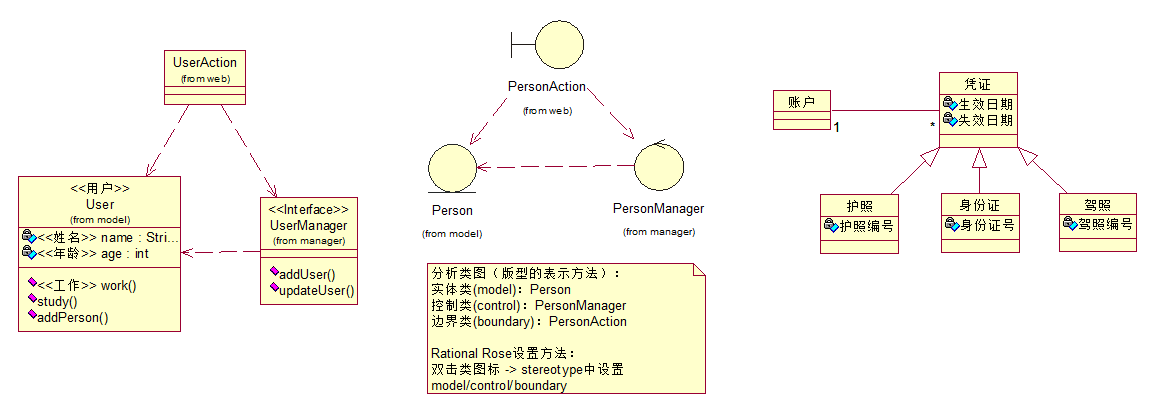 UserAction
(from web)
<<用户>>
User
(from model)
<<姓名>> name : Stri...
<<年龄>> age : int
<<工作>> work()
study()
addPerson()
<<Interface>>
UserManager
(from manager)
addUser()
updateUser()
PersonAction
(from web)
Person
(from model)
PersonManager
(from manager)
分析类图（版型的表示方法）：
实体类(model)：Person
控制类(control)：PersonManager
边界类(boundary)：PersonAction
Rational Rose设置方法：
双击类图标 -> stereotype中设置
model/control/boundary
账户
1
*
凭证
生效日期
失效日期
护照
护照编号
身份证
身份证号
驾照
驾照编号